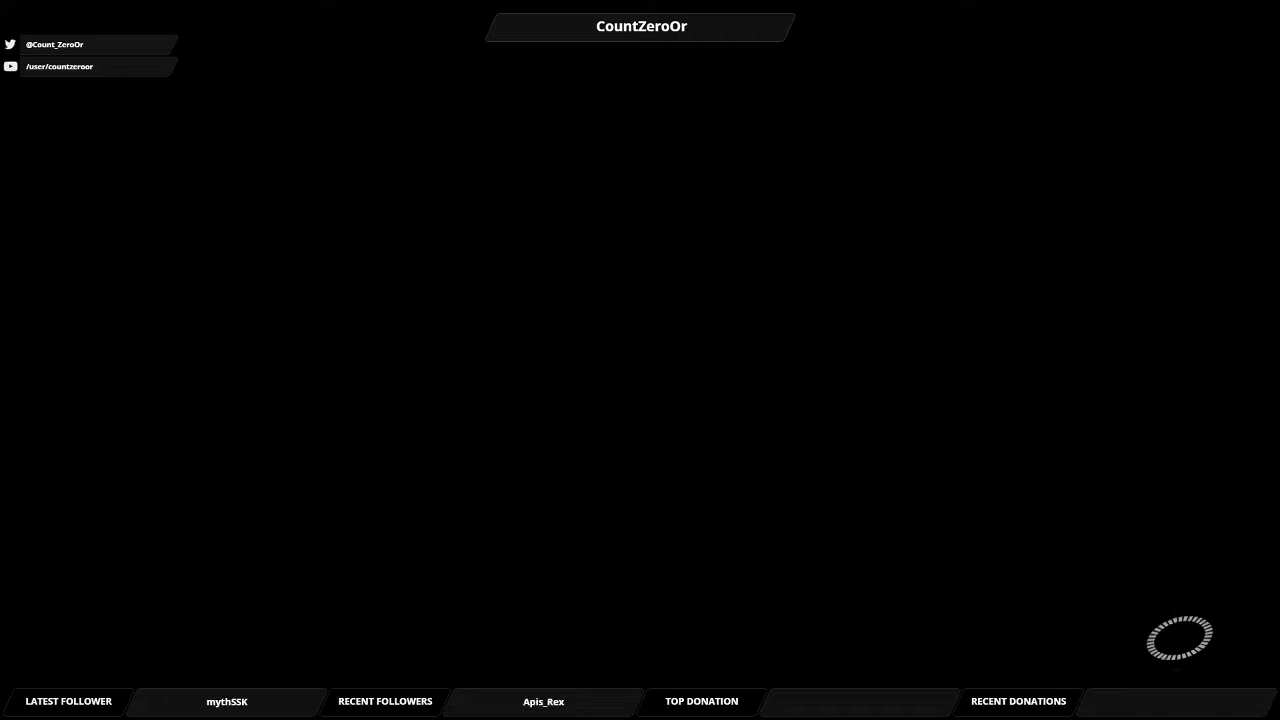 CountZeroOr
@Count_ZeroOr
/user/countzeroor
LATEST FOLLOWER mythSSK RECENT FOLLOWERS Apis_Rex TOP DONATION RECENT DONATIONS